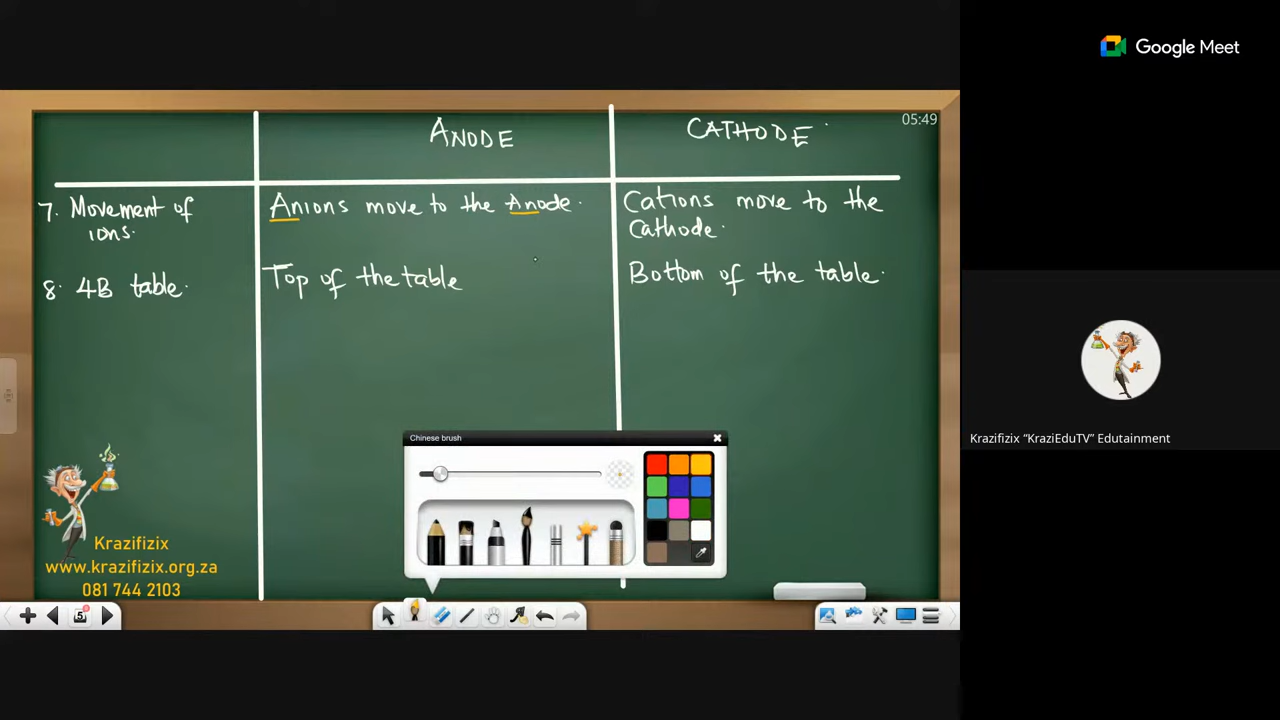 Google Meet
ANODE
CATHODE
05:49
7. Movement of
ions.
Anions move to the Anode.
Cations move to the
Cathode.
8. 4B table.
Top of the table
Bottom of the table.
Chinese brush
Krazifizix
www.krazifizix.org.za
081 744 2103
5
Krazifizix “KraziEduTV” Edutainment